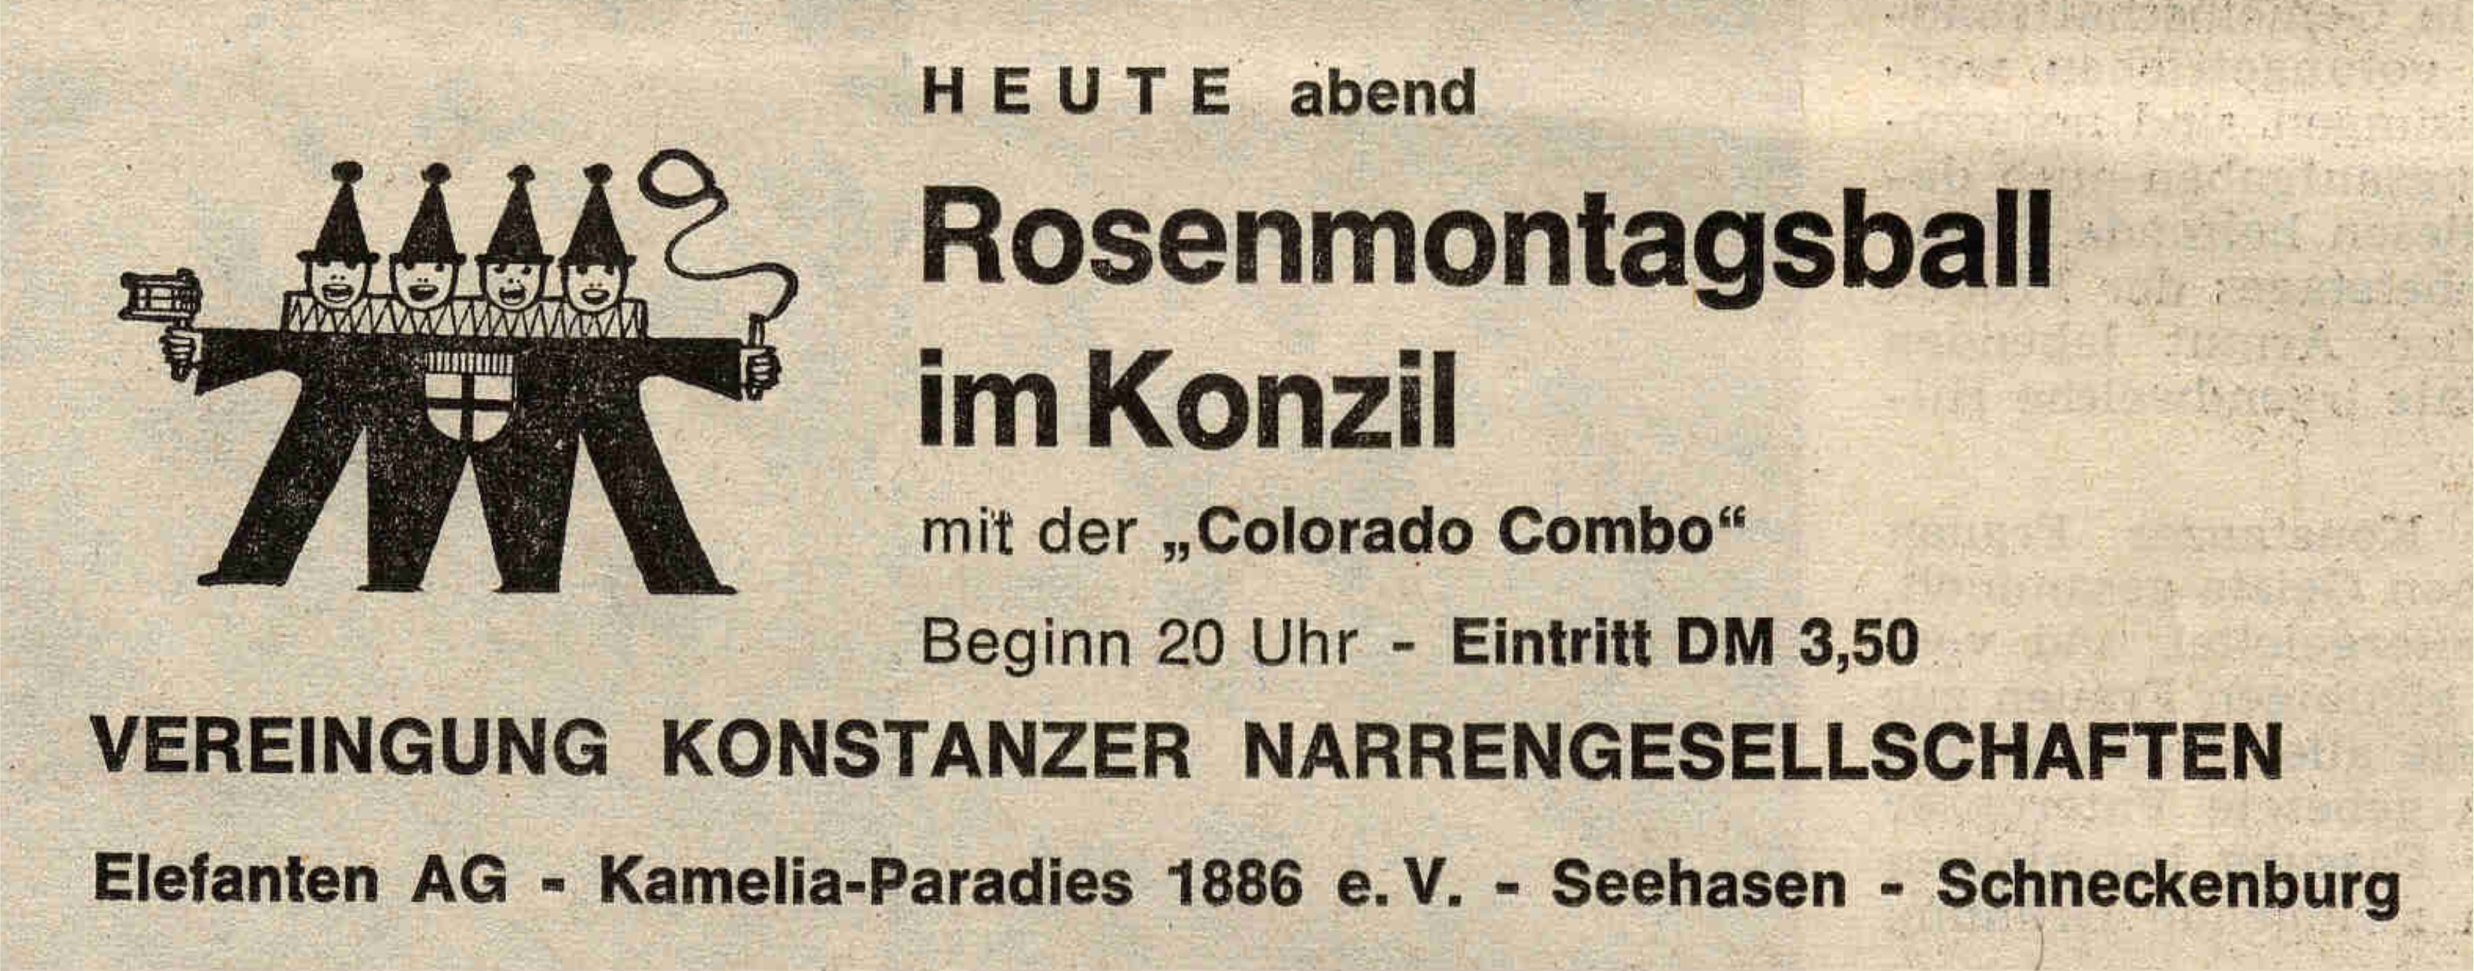 HEUTE abend
Rosenmontagsball
im Konzil
mit der „Colorado Combo“
Beginn 20 Uhr - Eintritt DM 3,50
VEREINGUNG KONSTANZER NARRENGESELLSCHAFTEN
Elefanten AG - Kamelia-Paradies 1886 e. V. - Seehasen - Schneckenburg